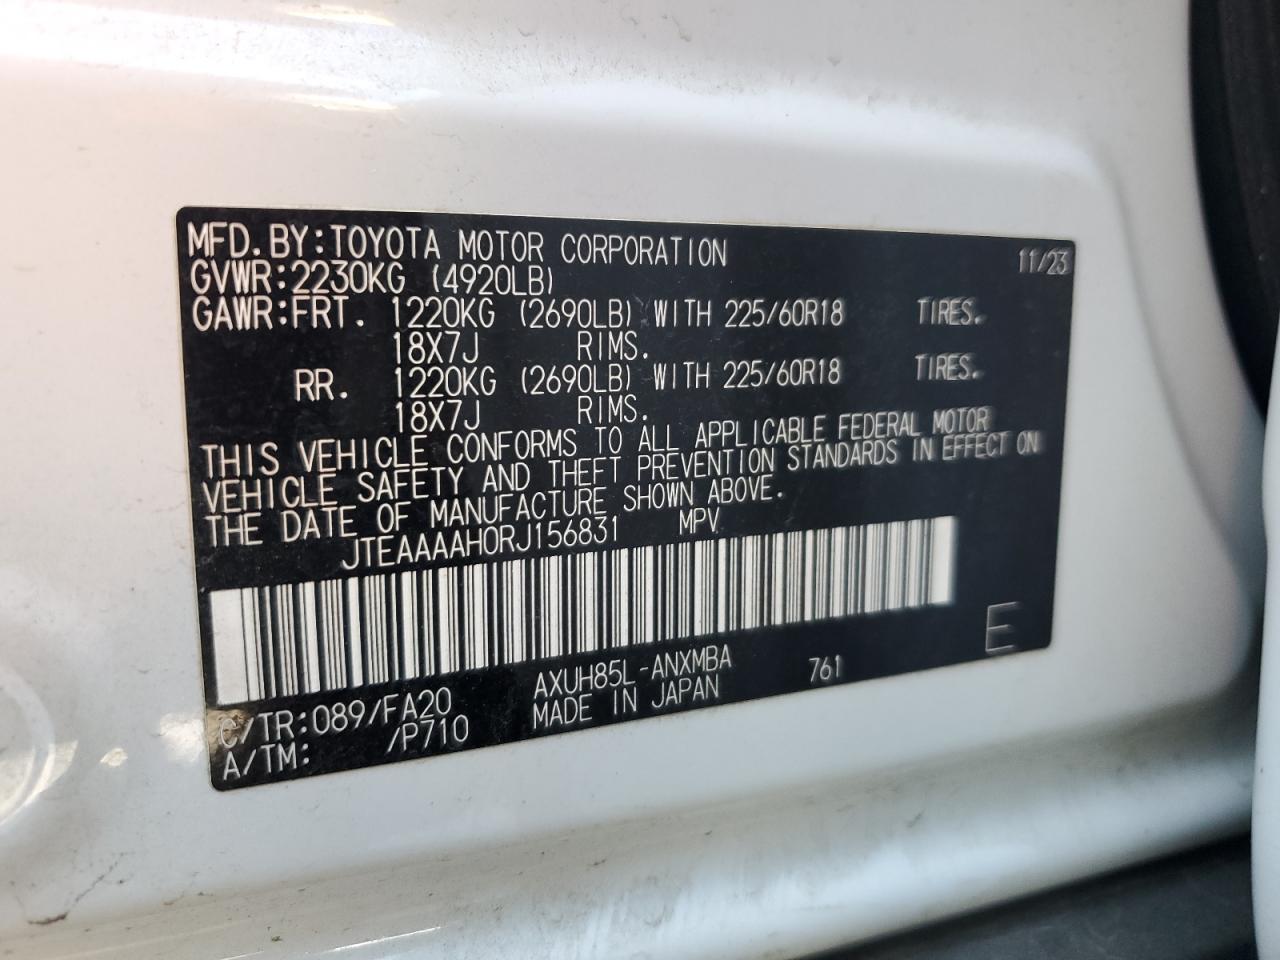 MFD.BY:TOYOTA MOTOR CORPORATION 11/23
GVWR:2230KG (4920LB)
GAWR:FRT. 1220KG (2690LB) WITH 225/60R18 TIRES.
18X7J RIMS.
RR. 1220KG (2690LB) WITH 225/60R18 TIRES.
18X7J RIMS.
THIS VEHICLE CONFORMS TO ALL APPLICABLE FEDERAL MOTOR
VEHICLE SAFETY AND THEFT PREVENTION STANDARDS IN EFFECT ON
THE DATE OF MANUFACTURE SHOWN ABOVE.
JTEAAAAH0RJ156831 MPV
E
C/TR:089/FA20 AXUH85L-ANXMBA 761
A/TM: /P710 MADE IN JAPAN